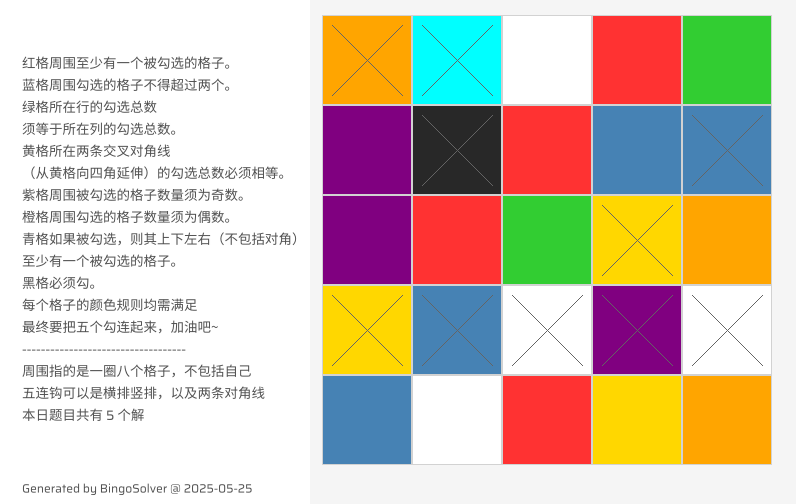 红格周围至少有一个被勾选的格子。
蓝格周围勾选的格子不得超过两个。
绿格所在行的勾选总数
须等于所在列的勾选总数。
黄格所在两条交叉对角线
（从黄格向四角延伸）的勾选总数必须相等。
紫格周围被勾选的格子数量须为奇数。
橙格周围勾选的格子数量须为偶数。
青格如果被勾选，则其上下左右（不包括对角）
至少有一个被勾选的格子。
黑格必须勾。
每个格子的颜色规则均需满足
最终要把五个勾连起来，加油吧~
-----------------------------------
周围指的是一圈八个格子，不包括自己
五连钩可以是横排竖排，以及两条对角线
本日题目共有 5 个解
Generated by BingoSolver @ 2025-05-25